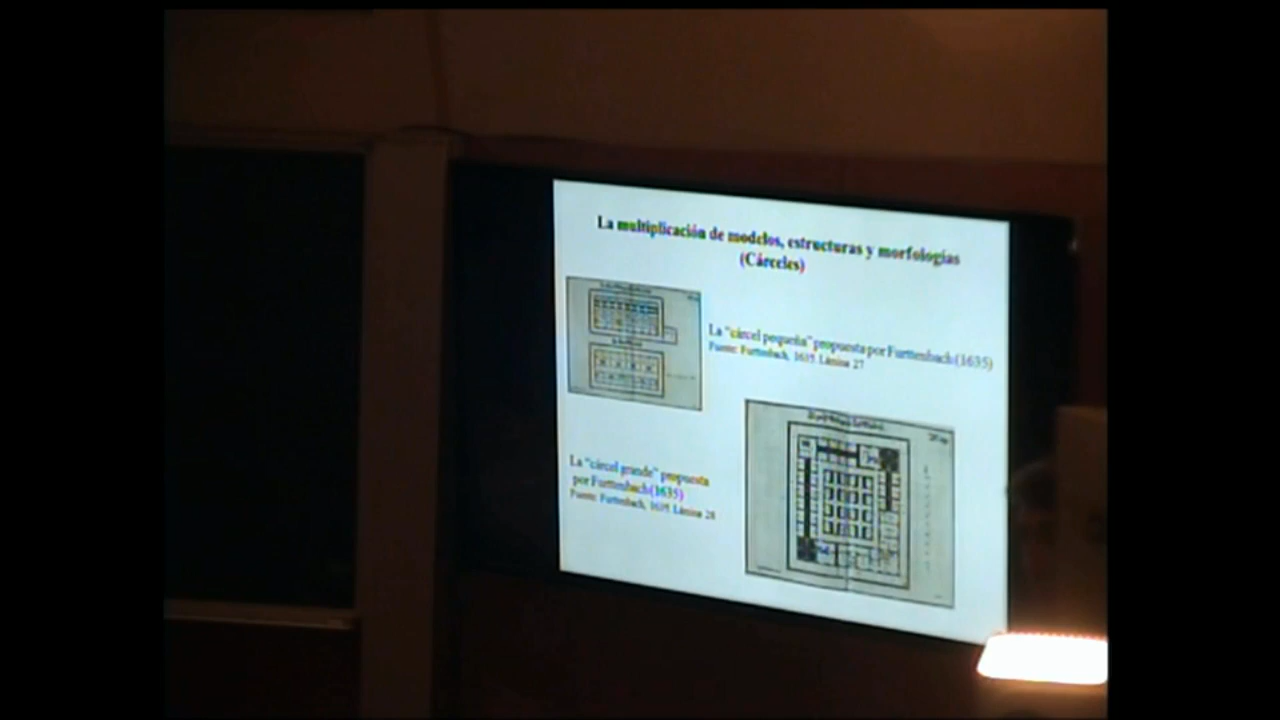 La multiplicación de modelos, estructuras y morfologías
(Cárceles)
La "cárcel pequeña" propuesta por Furttenbach (1635)
Fuente: Furttenbach, 1635. Lámina 27
La "cárcel grande" propuesta
por Furttenbach (1635)
Fuente: Furttenbach, 1635. Lámina 28